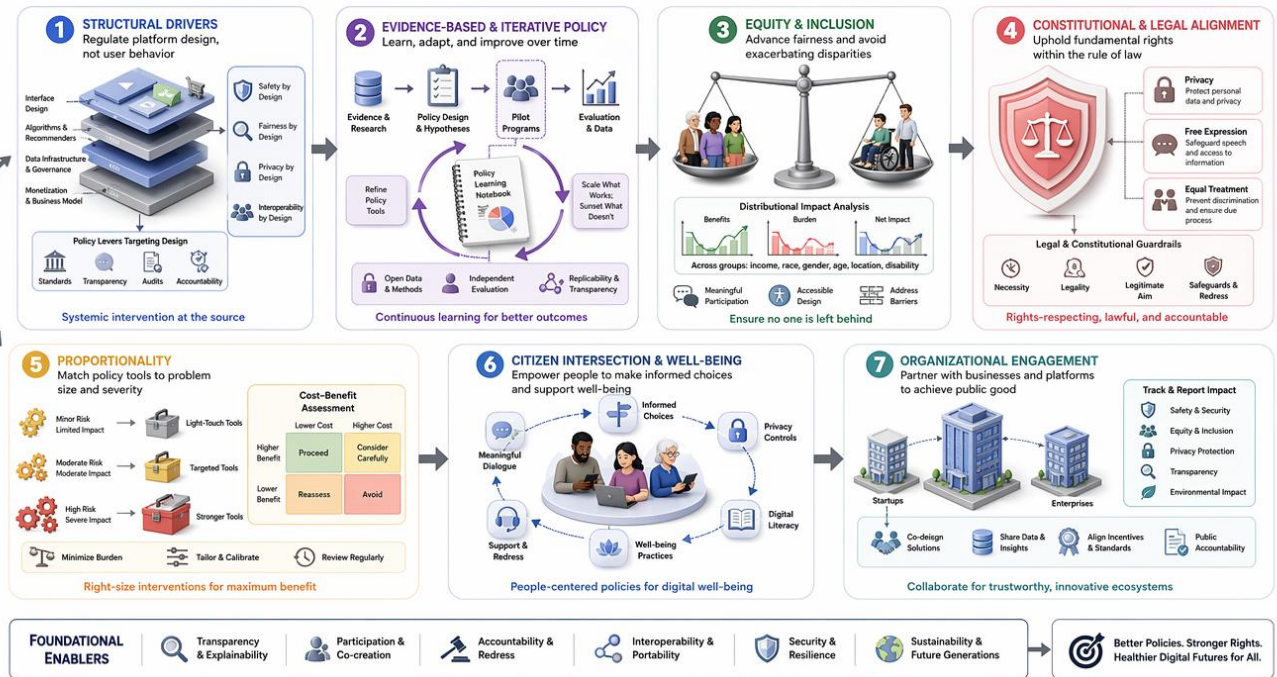 1 STRUCTURAL DRIVERS
Regulate platform design,
not user behavior
Interface
Design
Algorithms &
Recommenders
Data Infrastructure
& Governance
Monetization
& Business Model
Safety by
Design
Fairness by
Design
Privacy by
Design
Interoperability
by Design
Policy Levers Targeting Design
Standards
Transparency
Audits
Accountability
Systemic intervention at the source
2 EVIDENCE-BASED & ITERATIVE POLICY
Learn, adapt, and improve over time
Evidence &
Research
Policy Design
& Hypotheses
Pilot
Programs
Evaluation
& Data
Refine
Policy
Tools
Policy
Learning
Notebook
Scale What
Works;
Sunset What
Doesn't
Open Data
& Methods
Independent
Evaluation
Replicability &
Transparency
Continuous learning for better outcomes
3 EQUITY & INCLUSION
Advance fairness and avoid
exacerbating disparities
Distributional Impact Analysis
Benefits
Burden
Net Impact
Across groups: income, race, gender, age, location, disability
Meaningful
Participation
Accessible
Design
Address
Barriers
Ensure no one is left behind
4 CONSTITUTIONAL & LEGAL ALIGNMENT
Uphold fundamental rights
within the rule of law
Privacy
Protect personal
data and privacy
Free Expression
Safeguard speech
and access to
information
Equal Treatment
Prevent discrimination
and ensure due
process
Legal & Constitutional Guardrails
Necessity
Legality
Legitimate
Aim
Safeguards &
Redress
Rights-respecting, lawful, and accountable
5 PROPORTIONALITY
Match policy tools to problem
size and severity
Minor Risk
Limited Impact
Light-Touch Tools
Moderate Risk
Moderate Impact
Targeted Tools
High Risk
Severe Impact
Stronger Tools
Cost-Benefit
Assessment
Lower Cost
Higher Cost
Higher
Benefit
Proceed
Consider
Carefully
Lower
Benefit
Reassess
Avoid
Minimize Burden
Tailor & Calibrate
Review Regularly
Right-size interventions for maximum benefit
6 CITIZEN INTERSECTION & WELL-BEING
Empower people to make informed choices
and support well-being
Informed
Choices
Privacy
Controls
Digital
Literacy
Well-being
Practices
Support &
Redress
Meaningful
Dialogue
People-centered policies for digital well-being
7 ORGANIZATIONAL ENGAGEMENT
Partner with businesses and platforms
to achieve public good
Startups
Enterprises
Track & Report Impact
Safety & Security
Equity & Inclusion
Privacy Protection
Transparency
Environmental Impact
Co-deisgn
Solutions
Share Data &
Insights
Align Incentives
& Standards
Public
Accountability
Collaborate for trustworthy, innovative ecosystems
FOUNDATIONAL
ENABLERS
Transparency
& Explainability
Participation &
Co-creation
Accountability &
Redress
Interoperability &
Portability
Security &
Resilience
Sustainability &
Future Generations
Better Policies. Stronger Rights.
Healthier Digital Futures for All.